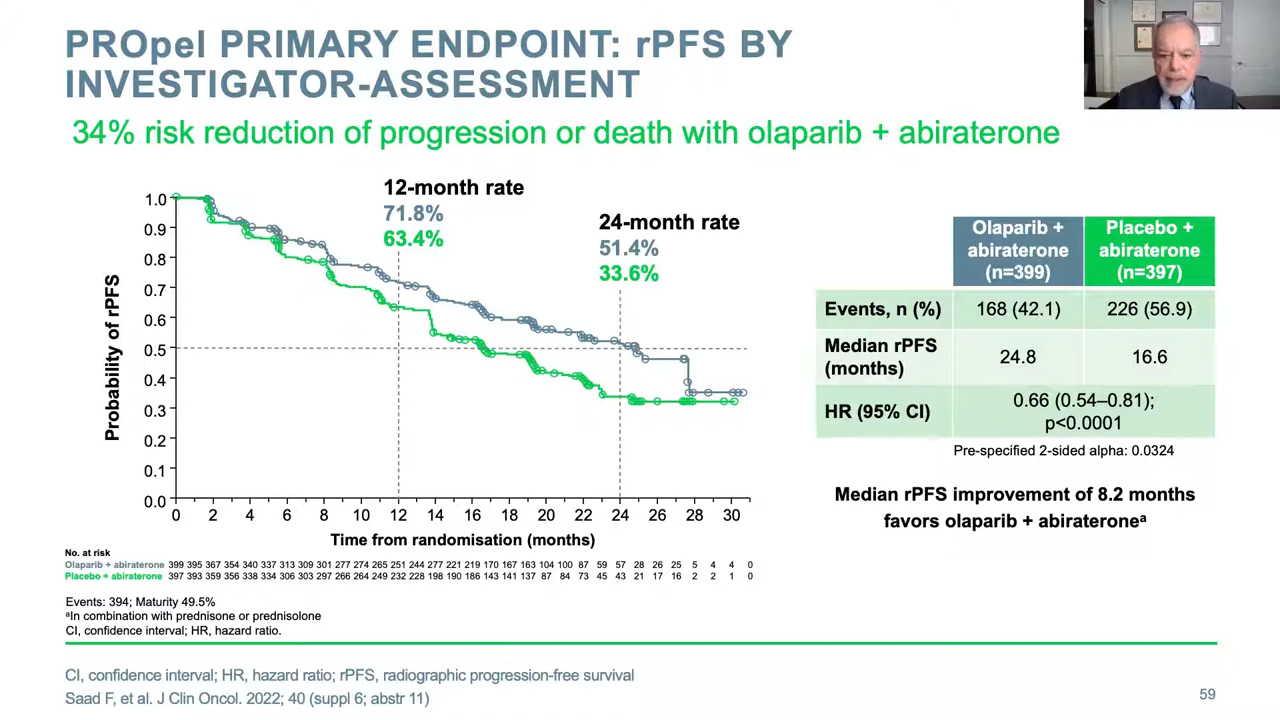 PROpel PRIMARY ENDPOINT: rPFS BY
INVESTIGATOR-ASSESSMENT
34% risk reduction of progression or death with olaparib + abiraterone
12-month rate
71.8%
63.4%
24-month rate
51.4%
33.6%
Probability of rPFS
1.0
0.9
0.8
0.7
0.6
0.5
0.4
0.3
0.2
0.1
0.0
0 2 4 6 8 10 12 14 16 18 20 22 24 26 28 30
Time from randomisation (months)
No. at risk
Olaparib + abiraterone 399 395 367 354 340 337 313 309 301 277 274 265 251 244 277 221 219 170 167 163 104 100 87 59 57 28 26 25 5 4 4 0
Placebo + abiraterone 397 393 359 356 338 334 306 303 297 266 264 249 232 228 198 190 186 143 141 137 87 84 73 45 43 21 17 16 2 2 1 0
Events: 394; Maturity 49.5%
ᵃIn combination with prednisone or prednisolone
CI, confidence interval; HR, hazard ratio.
Olaparib +
abiraterone
(n=399)
Placebo +
abiraterone
(n=397)
Events, n (%) 168 (42.1) 226 (56.9)
Median rPFS
(months) 24.8 16.6
HR (95% CI) 0.66 (0.54–0.81);
p<0.0001
Pre-specified 2-sided alpha: 0.0324
Median rPFS improvement of 8.2 months
favors olaparib + abirateroneᵃ
CI, confidence interval; HR, hazard ratio; rPFS, radiographic progression-free survival
Saad F, et al. J Clin Oncol. 2022; 40 (suppl 6; abstr 11)
59